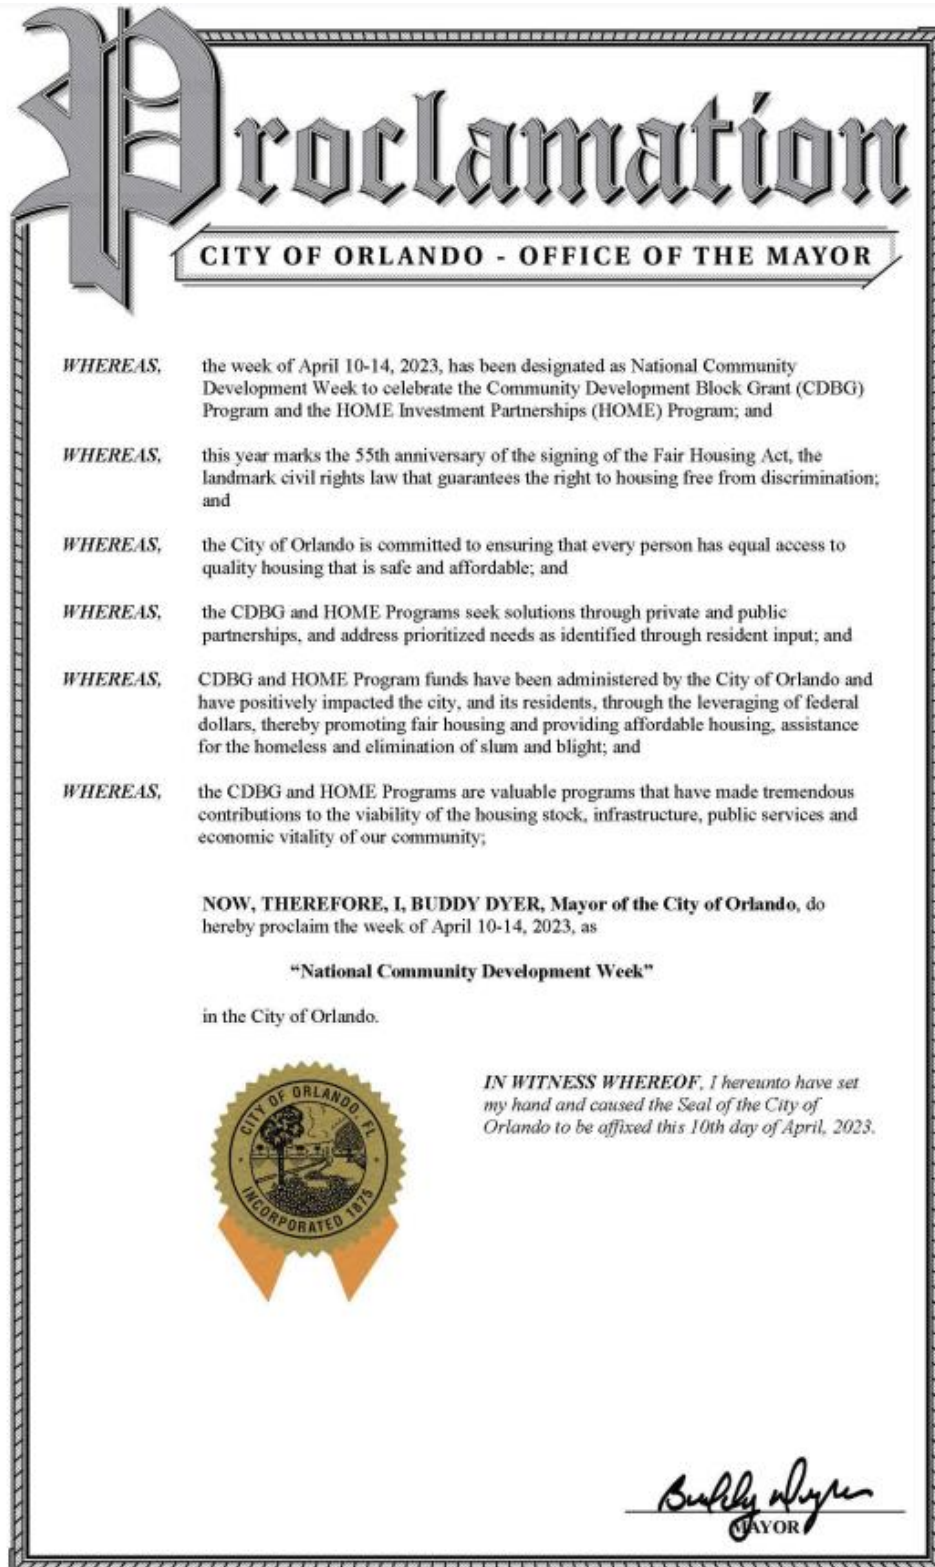 Proclamation
CITY OF ORLANDO - OFFICE OF THE MAYOR
WHEREAS, the week of April 10-14, 2023, has been designated as National Community
Development Week to celebrate the Community Development Block Grant (CDBG)
Program and the HOME Investment Partnerships (HOME) Program; and
WHEREAS, this year marks the 55th anniversary of the signing of the Fair Housing Act, the
landmark civil rights law that guarantees the right to housing free from discrimination;
and
WHEREAS, the City of Orlando is committed to ensuring that every person has equal access to
quality housing that is safe and affordable; and
WHEREAS, the CDBG and HOME Programs seek solutions through private and public
partnerships, and address prioritized needs as identified through resident input; and
WHEREAS, CDBG and HOME Program funds have been administered by the City of Orlando and
have positively impacted the city, and its residents, through the leveraging of federal
dollars, thereby promoting fair housing and providing affordable housing, assistance
for the homeless and elimination of slum and blight; and
WHEREAS, the CDBG and HOME Programs are valuable programs that have made tremendous
contributions to the viability of the housing stock, infrastructure, public services and
economic vitality of our community;
NOW, THEREFORE, I, BUDDY DYER, Mayor of the City of Orlando, do
hereby proclaim the week of April 10-14, 2023, as
“National Community Development Week”
in the City of Orlando.
CITY OF ORLANDO, FL
INCORPORATED 1875
IN WITNESS WHEREOF, I hereunto have set
my hand and caused the Seal of the City of
Orlando to be affixed this 10th day of April, 2023.
Buddy Dyer
MAYOR